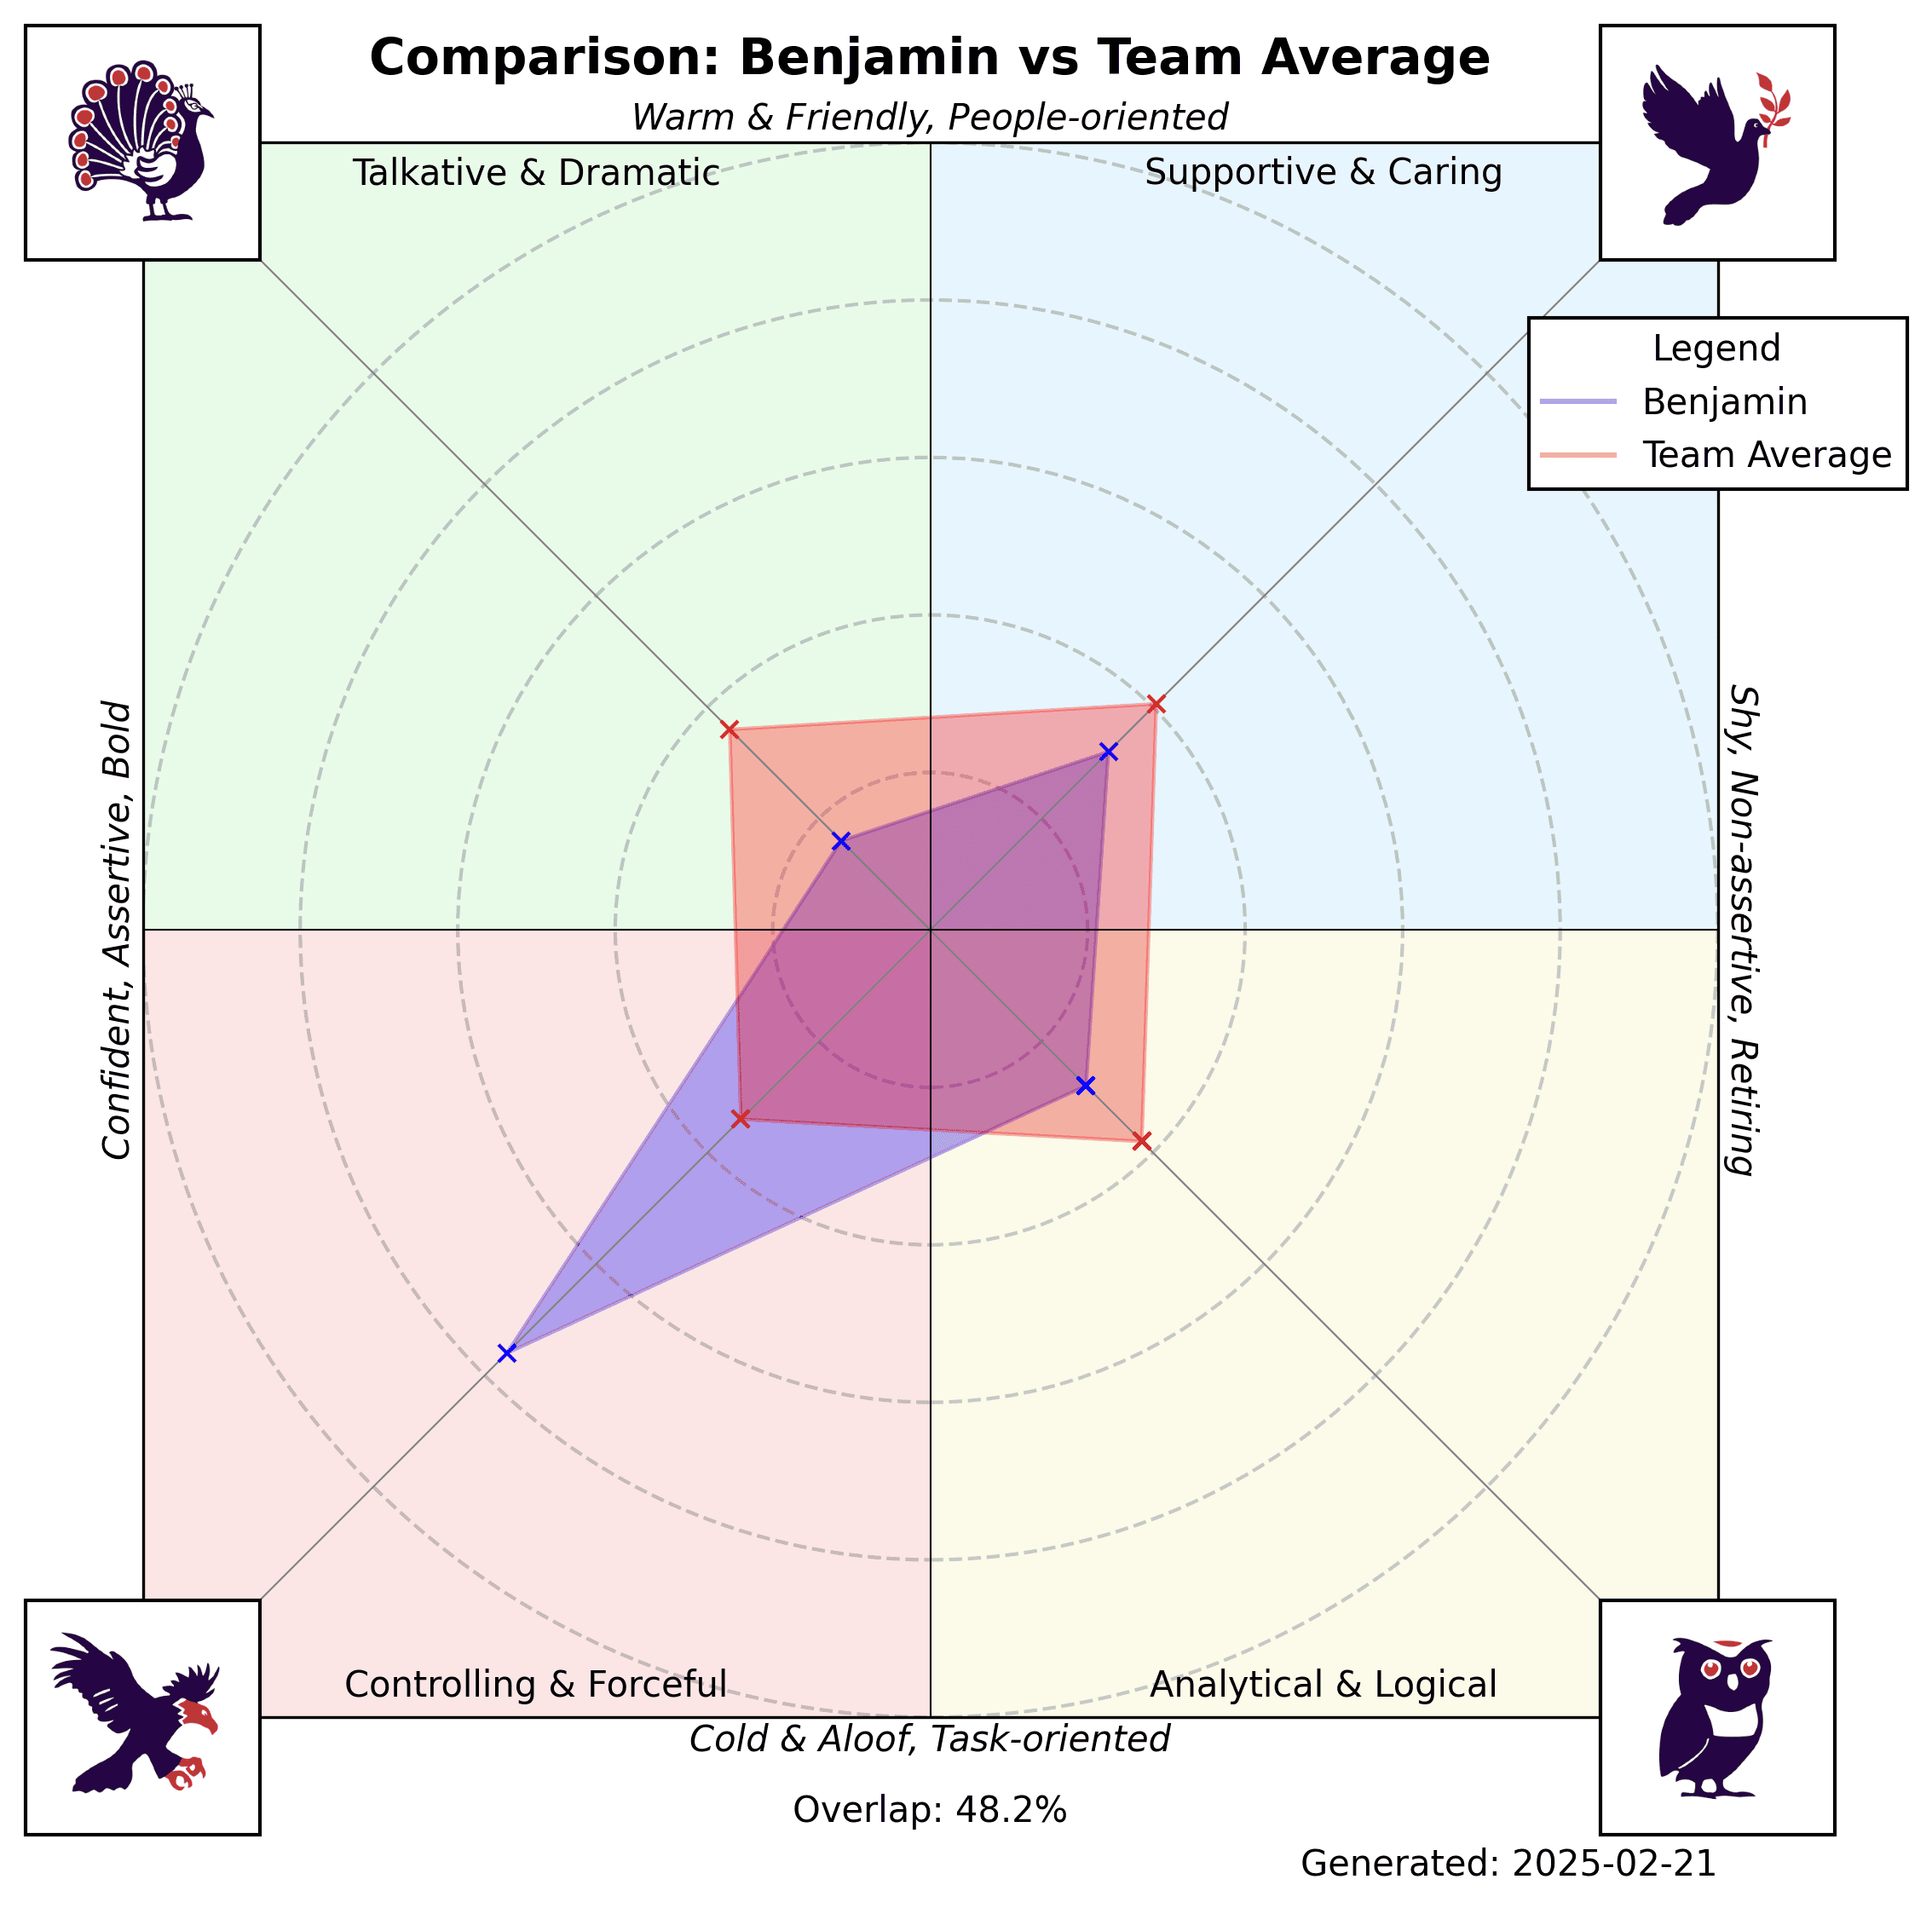 Comparison: Benjamin vs Team Average
Warm & Friendly, People-oriented
Talkative & Dramatic
Supportive & Caring
Legend
Benjamin
Team Average
Confident, Assertive, Bold
Shy, Non-assertive, Retiring
Controlling & Forceful
Analytical & Logical
Cold & Aloof, Task-oriented
Overlap: 48.2%
Generated: 2025-02-21